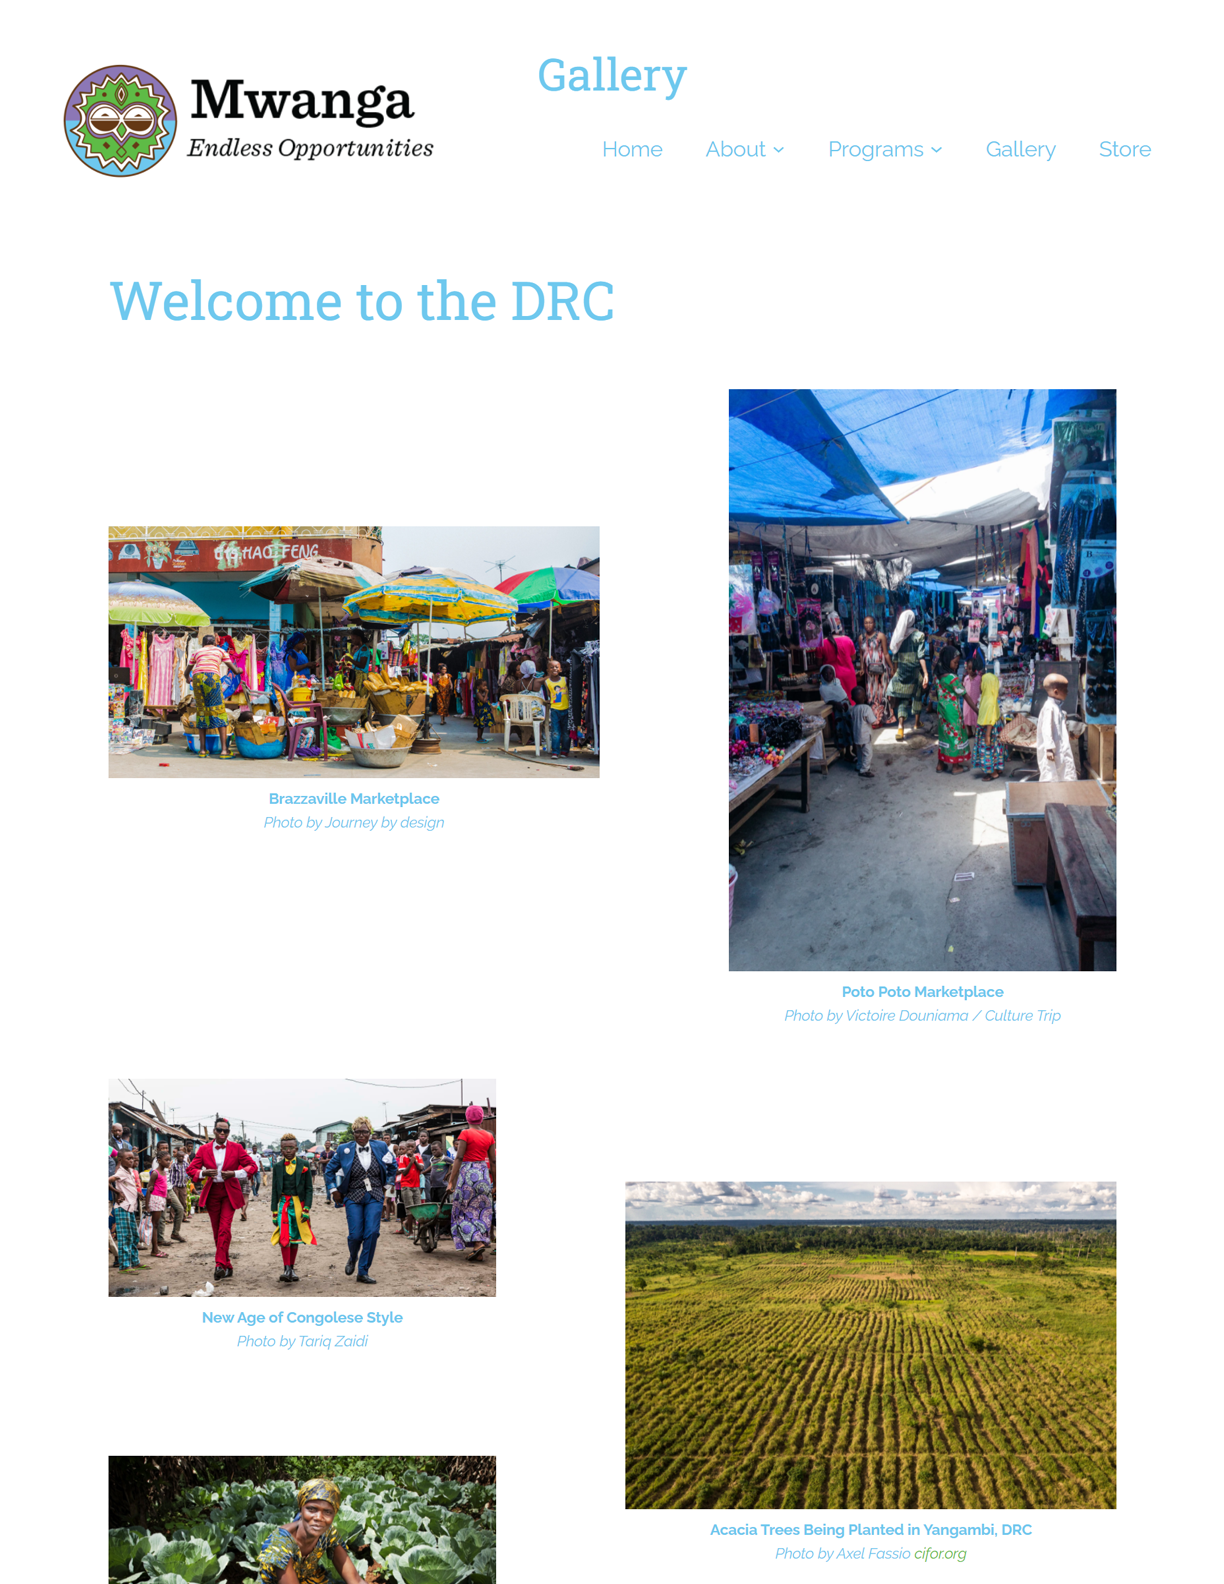 Gallery
Mwanga
Endless Opportunities
Home About Programs Gallery Store
Welcome to the DRC
HAO FENG
Brazzaville Marketplace
Photo by Journey by design
Poto Poto Marketplace
Photo by Victoire Douniama / Culture Trip
New Age of Congolese Style
Photo by Tariq Zaidi
Acacia Trees Being Planted in Yangambi, DRC
Photo by Axel Fassio cifor.org